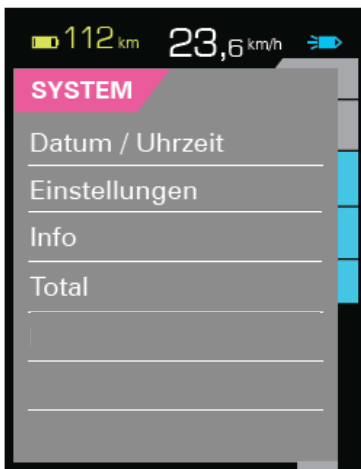 112 km 23,6 km/h
SYSTEM
Datum / Uhrzeit
Einstellungen
Info
Total